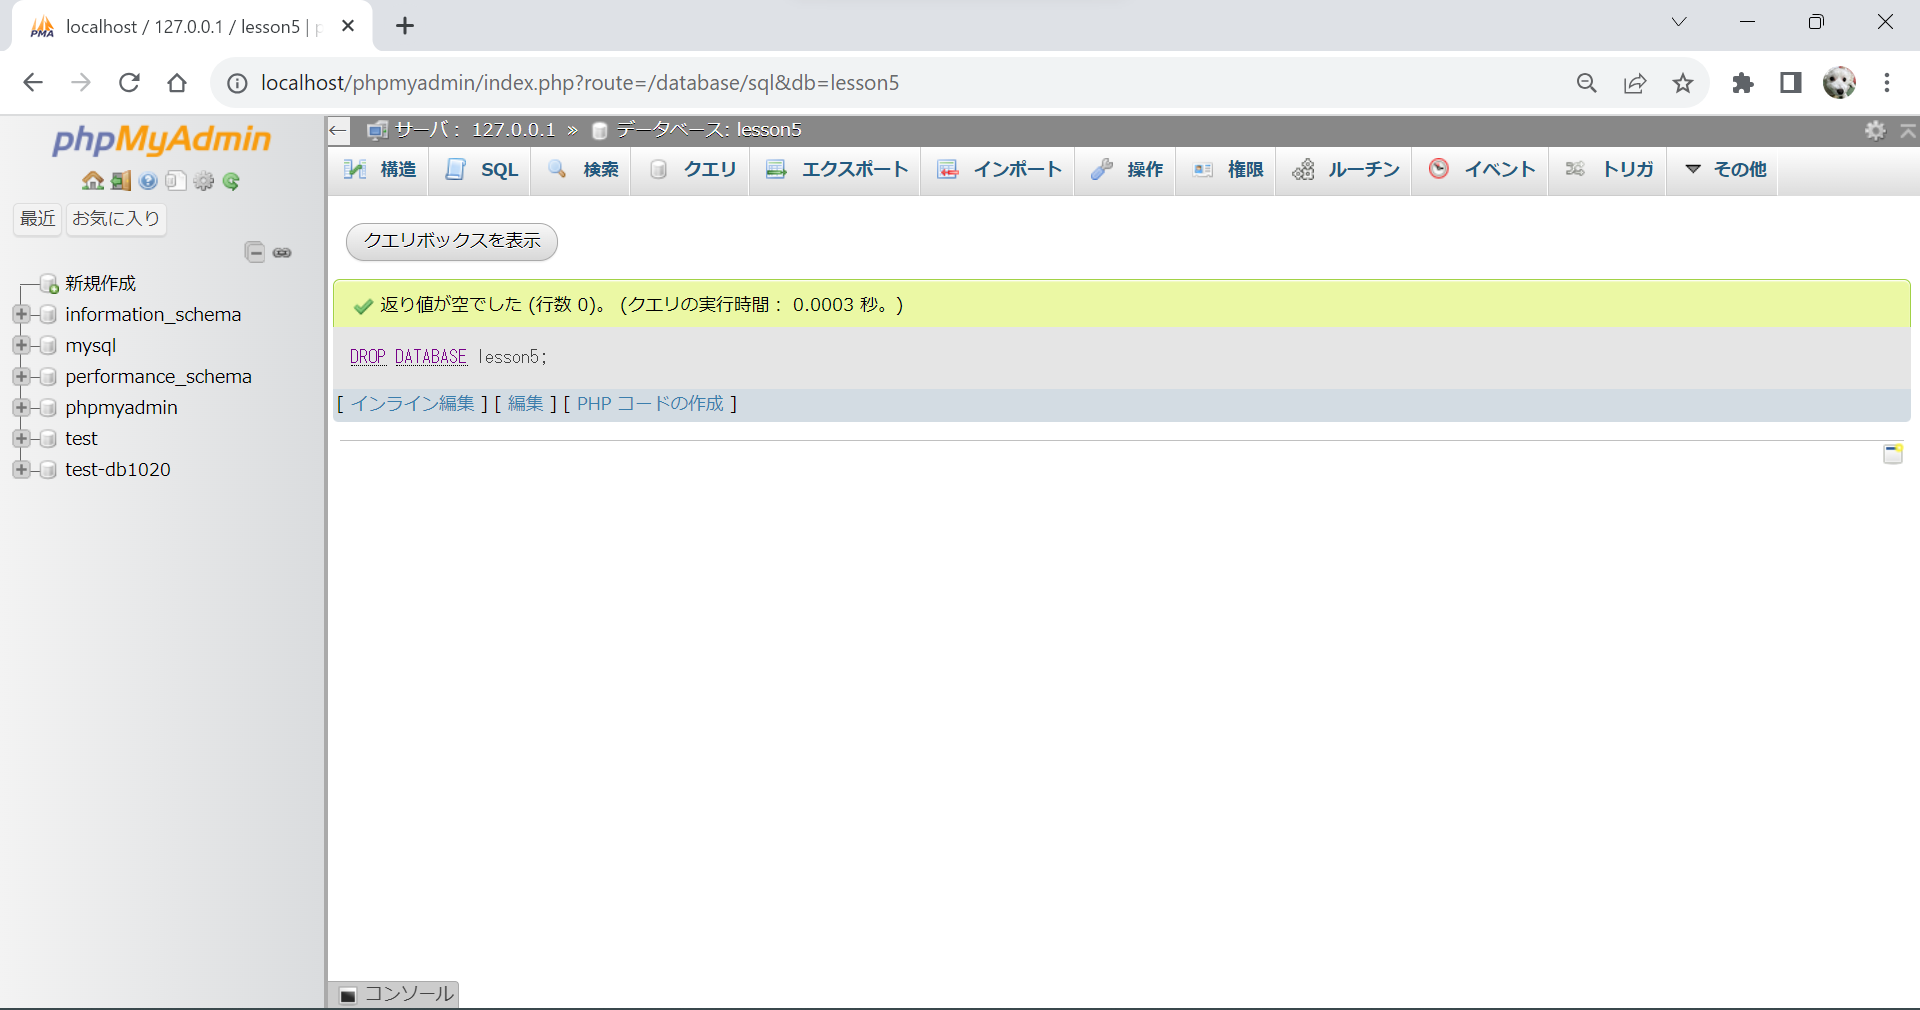 localhost / 127.0.0.1 / lesson5 |
localhost/phpmyadmin/index.php?route=/database/sql&db=lesson5
phpMyAdmin
最近 お気に入り
新規作成
information_schema
mysql
performance_schema
phpmyadmin
test
test-db1020
サーバ： 127.0.0.1 » データベース: lesson5
構造 SQL 検索 クエリ エクスポート インポート 操作 権限 ルーチン イベント トリガ その他
クエリボックスを表示
返り値が空でした (行数 0)。 (クエリの実行時間： 0.0003 秒。)
DROP DATABASE lesson5;
[ インライン編集 ] [ 編集 ] [ PHP コードの作成 ]
コンソール